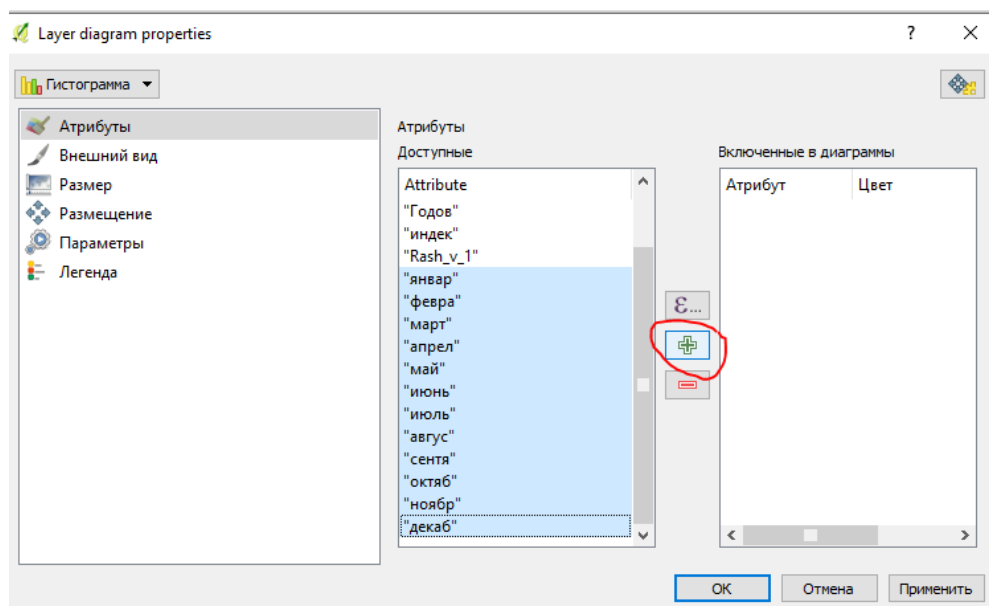 Layer diagram properties
?
Гистограмма
Атрибуты
Внешний вид
Размер
Размещение
Параметры
Легенда
Атрибуты
Доступные
Attribute
"Годов"
"индек"
"Rash_v_1"
"январ"
"февра"
"март"
"апрел"
"май"
"июнь"
"июль"
"авгус"
"сентя"
"октяб"
"ноябр"
"декаб"
ε...
Включенные в диаграммы
Атрибут Цвет
OK Отмена Применить